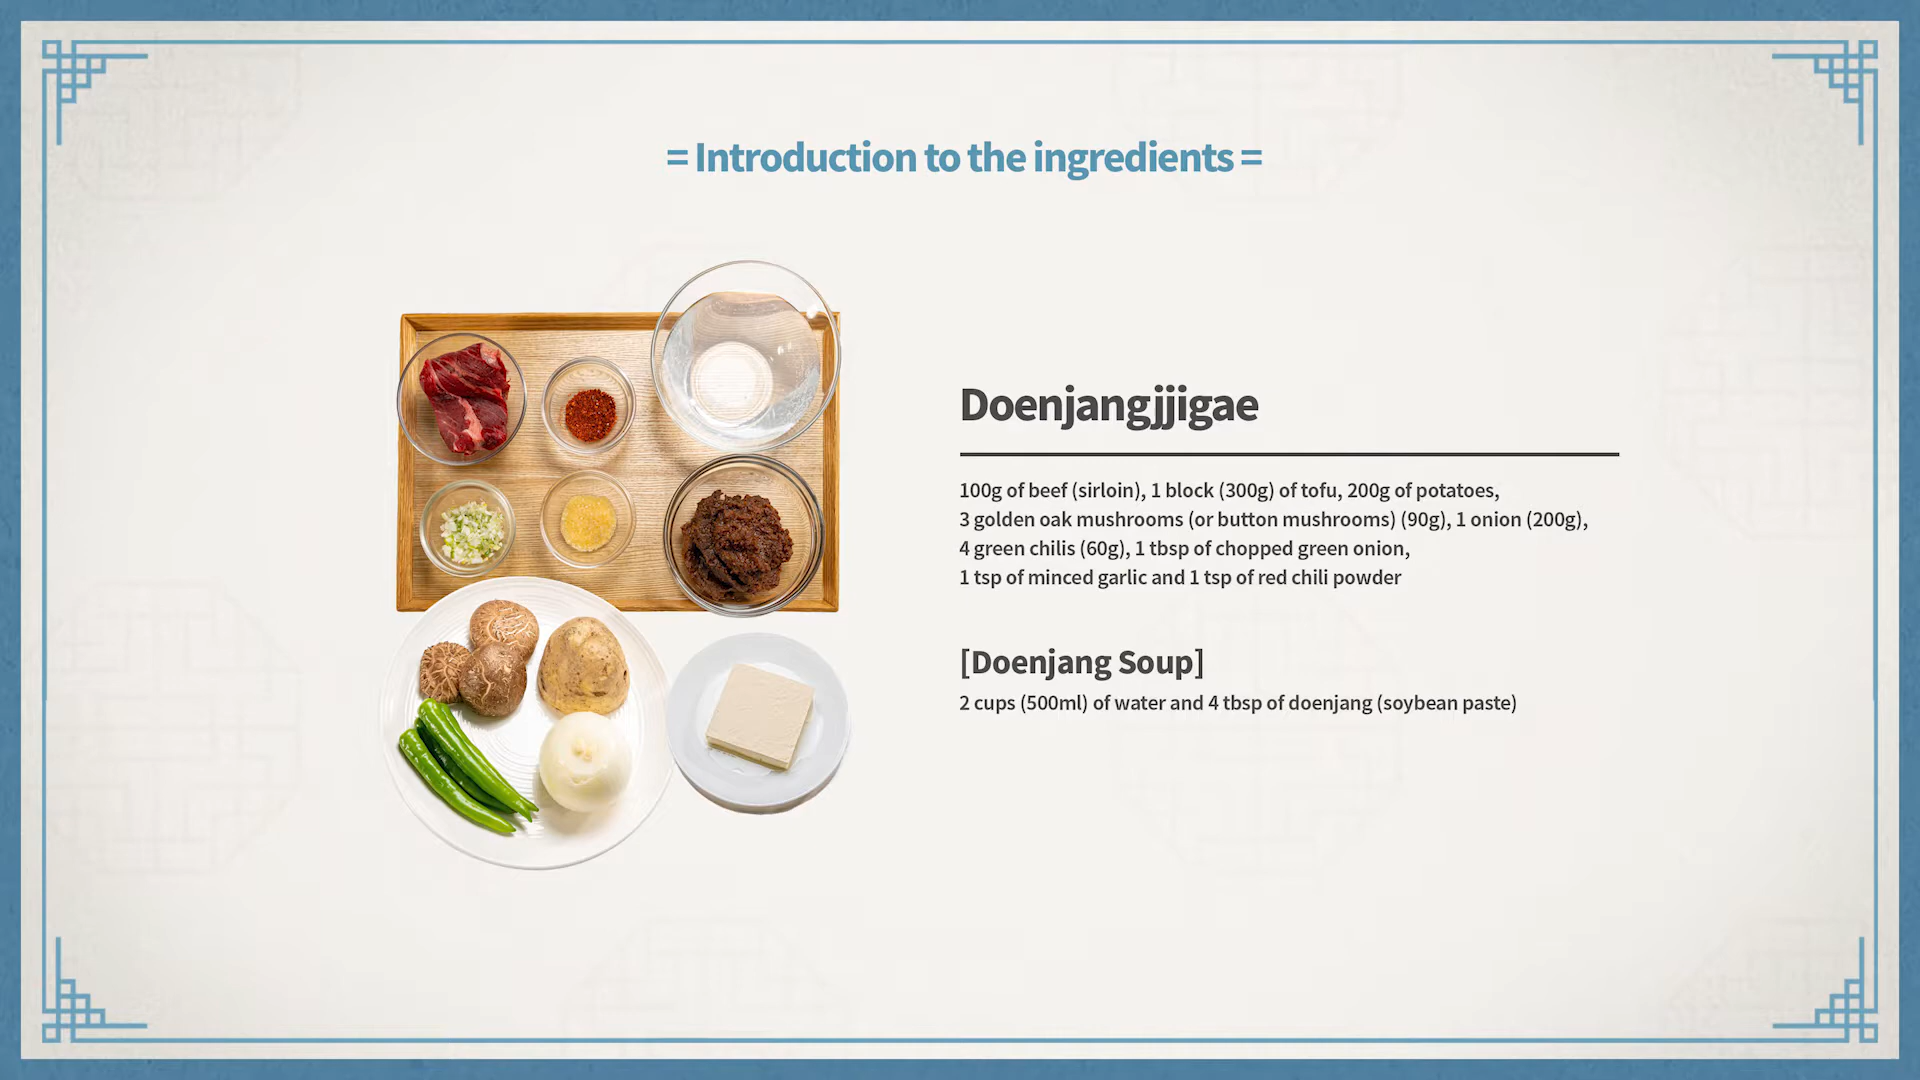 = Introduction to the ingredients =
Doenjangjjigae
100g of beef (sirloin), 1 block (300g) of tofu, 200g of potatoes,
3 golden oak mushrooms (or button mushrooms) (90g), 1 onion (200g),
4 green chilis (60g), 1 tbsp of chopped green onion,
1 tsp of minced garlic and 1 tsp of red chili powder
[Doenjang Soup]
2 cups (500ml) of water and 4 tbsp of doenjang (soybean paste)